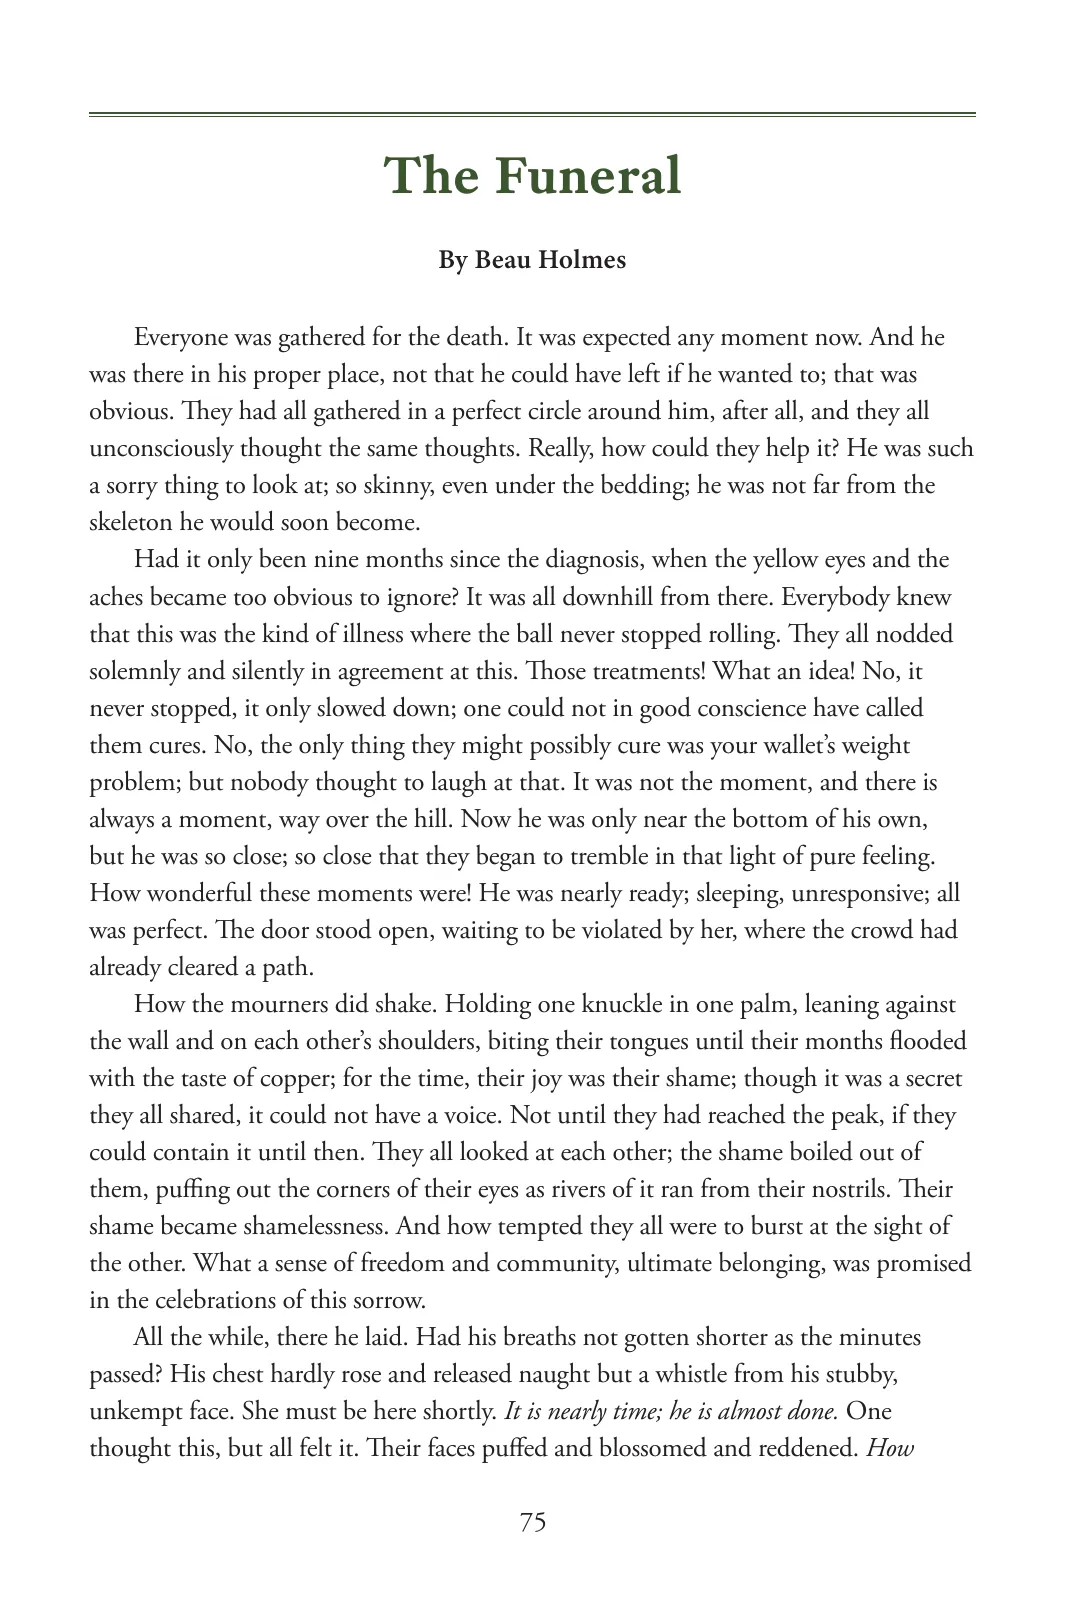 The Funeral
By Beau Holmes
Everyone was gathered for the death. It was expected any moment now. And he
was there in his proper place, not that he could have left if he wanted to; that was
obvious. They had all gathered in a perfect circle around him, after all, and they all
unconsciously thought the same thoughts. Really, how could they help it? He was such
a sorry thing to look at; so skinny, even under the bedding; he was not far from the
skeleton he would soon become.
Had it only been nine months since the diagnosis, when the yellow eyes and the
aches became too obvious to ignore? It was all downhill from there. Everybody knew
that this was the kind of illness where the ball never stopped rolling. They all nodded
solemnly and silently in agreement at this. Those treatments! What an idea! No, it
never stopped, it only slowed down; one could not in good conscience have called
them cures. No, the only thing they might possibly cure was your wallet’s weight
problem; but nobody thought to laugh at that. It was not the moment, and there is
always a moment, way over the hill. Now he was only near the bottom of his own,
but he was so close; so close that they began to tremble in that light of pure feeling.
How wonderful these moments were! He was nearly ready; sleeping, unresponsive; all
was perfect. The door stood open, waiting to be violated by her, where the crowd had
already cleared a path.
How the mourners did shake. Holding one knuckle in one palm, leaning against
the wall and on each other’s shoulders, biting their tongues until their months flooded
with the taste of copper; for the time, their joy was their shame; though it was a secret
they all shared, it could not have a voice. Not until they had reached the peak, if they
could contain it until then. They all looked at each other; the shame boiled out of
them, puffing out the corners of their eyes as rivers of it ran from their nostrils. Their
shame became shamelessness. And how tempted they all were to burst at the sight of
the other. What a sense of freedom and community, ultimate belonging, was promised
in the celebrations of this sorrow.
All the while, there he laid. Had his breaths not gotten shorter as the minutes
passed? His chest hardly rose and released naught but a whistle from his stubby,
unkempt face. She must be here shortly. It is nearly time; he is almost done. One
thought this, but all felt it. Their faces puffed and blossomed and reddened. How
75